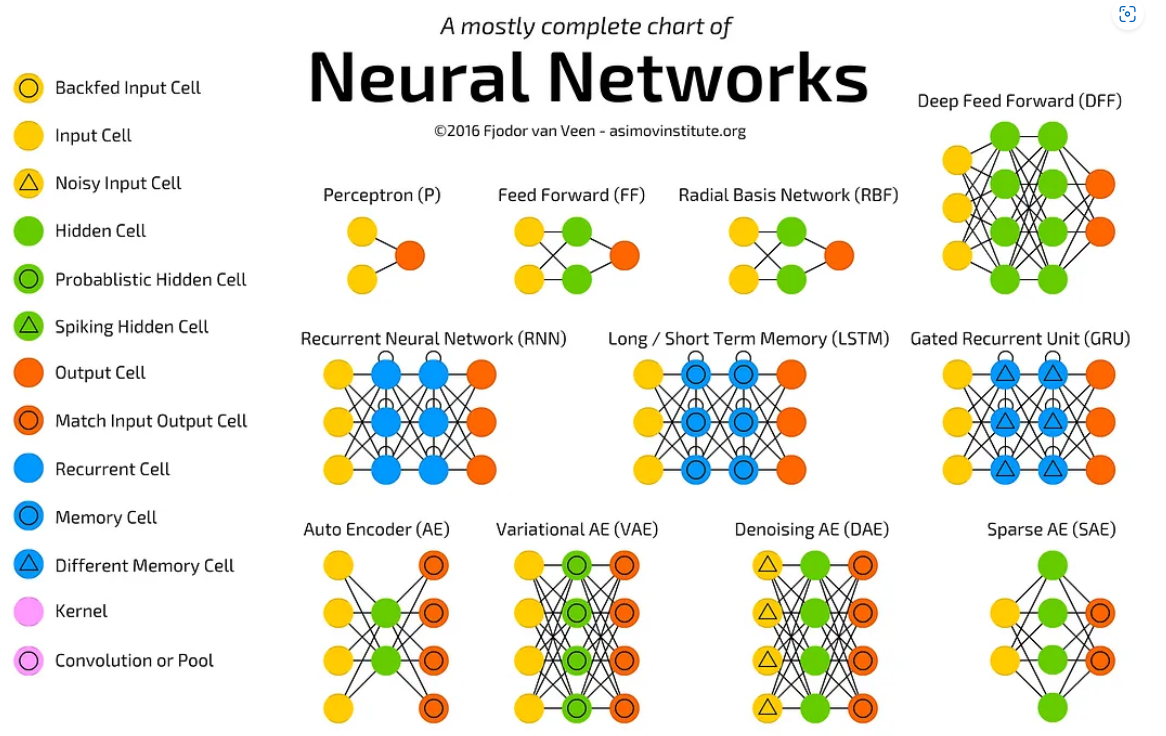 A mostly complete chart of
Neural Networks
©2016 Fjodor van Veen - asimovinstitute.org
Backfed Input Cell
Input Cell
Noisy Input Cell
Hidden Cell
Probablistic Hidden Cell
Spiking Hidden Cell
Output Cell
Match Input Output Cell
Recurrent Cell
Memory Cell
Different Memory Cell
Kernel
Convolution or Pool
Deep Feed Forward (DFF)
Perceptron (P)
Feed Forward (FF)
Radial Basis Network (RBF)
Recurrent Neural Network (RNN)
Long / Short Term Memory (LSTM)
Gated Recurrent Unit (GRU)
Auto Encoder (AE)
Variational AE (VAE)
Denoising AE (DAE)
Sparse AE (SAE)